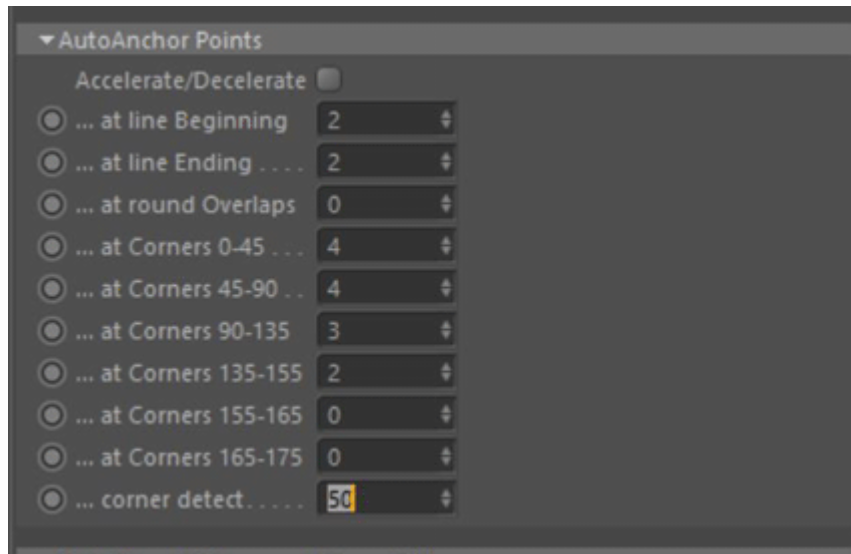 AutoAnchor Points
Accelerate/Decelerate
... at line Beginning 2
... at line Ending . . . . 2
... at round Overlaps 0
... at Corners 0-45 . . . 4
... at Corners 45-90 . . 4
... at Corners 90-135 3
... at Corners 135-155 2
... at Corners 155-165 0
... at Corners 165-175 0
... corner detect. . . . . 50